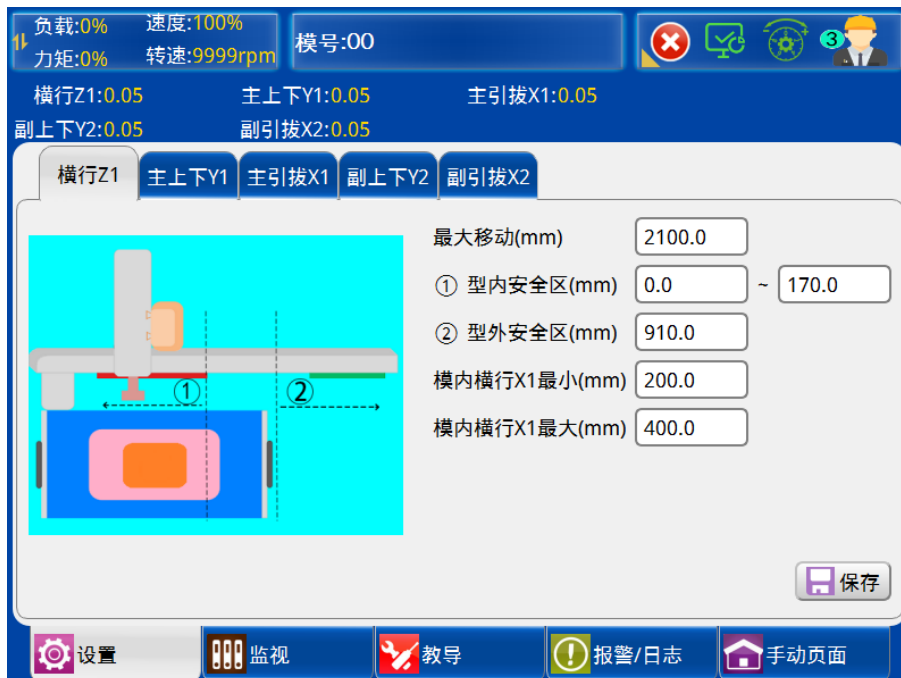 负载:0% 速度:100%
力矩:0% 转速:9999rpm
模号:00
3
横行Z1:0.05 主上下Y1:0.05 主引拔X1:0.05
副上下Y2:0.05 副引拔X2:0.05
横行Z1 主上下Y1 主引拔X1 副上下Y2 副引拔X2
最大移动(mm) 2100.0
① 型内安全区(mm) 0.0 ~ 170.0
② 型外安全区(mm) 910.0
模内横行X1最小(mm) 200.0
模内横行X1最大(mm) 400.0
① ②
保存
设置 监视 教导 报警/日志 手动页面